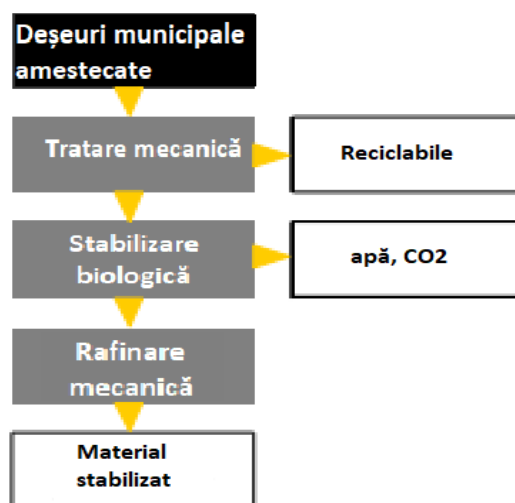 Deșeuri municipale
amestecate
Tratare mecanică
Reciclabile
Stabilizare
biologică
apă, CO2
Rafinare
mecanică
Material
stabilizat